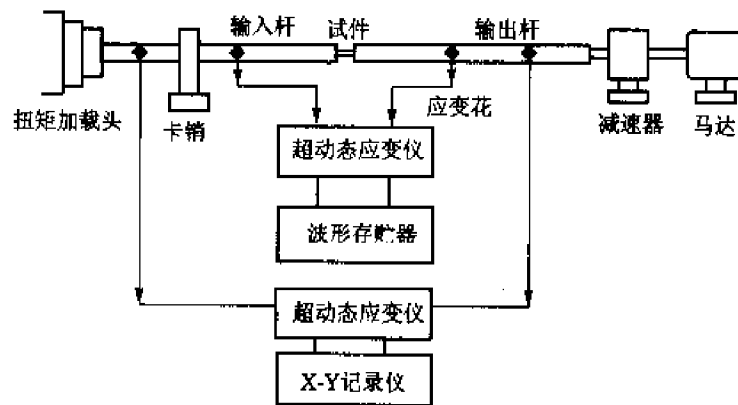 输入杆
试件
输出杆
扭矩加载头
卡销
应变花
减速器
马达
超动态应变仪
波形存贮器
超动态应变仪
X-Y记录仪